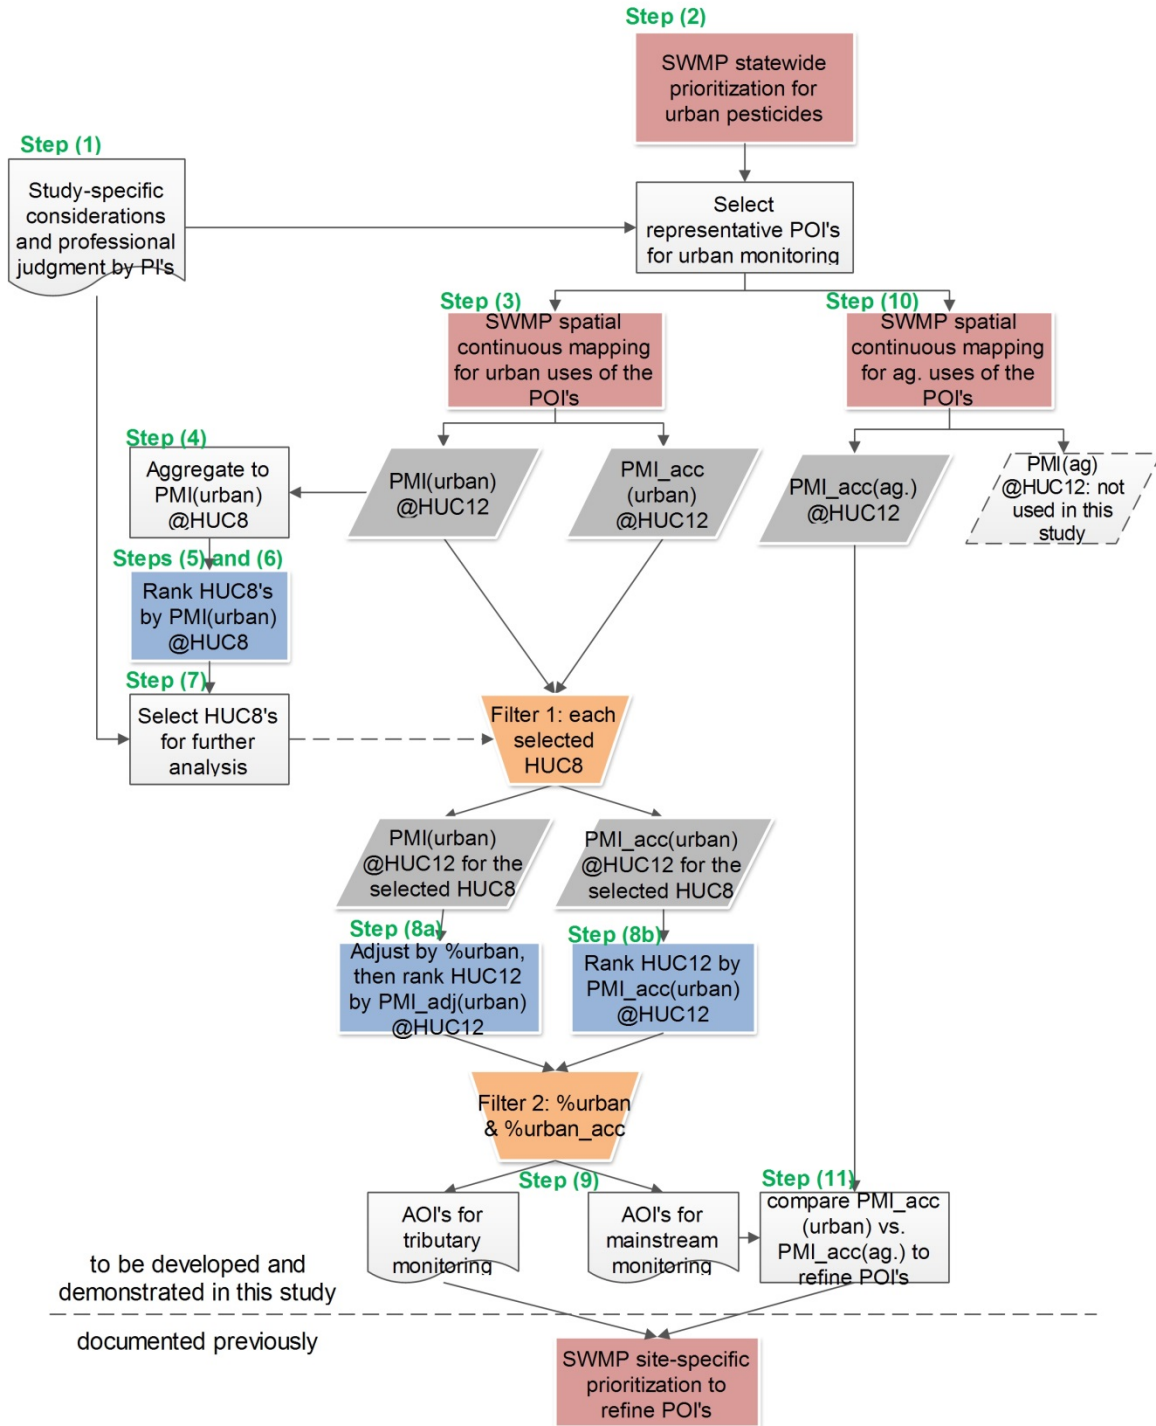 Step (2)
SWMP statewide
prioritization for
urban pesticides
Step (1)
Study-specific
considerations
and professional
judgment by PI's
Select
representative POI's
for urban monitoring
Step (3)
SWMP spatial
continuous mapping
for urban uses of the
POI's
Step (10)
SWMP spatial
continuous mapping
for ag. uses of the
POI's
Step (4)
Aggregate to
PMI(urban)
@HUC8
PMI(urban)
@HUC12
PMI_acc
(urban)
@HUC12
PMI_acc(ag.)
@HUC12
PMI(ag)
@HUC12: not
used in this
study
Steps (5) and (6)
Rank HUC8's
by PMI(urban)
@HUC8
Step (7)
Select HUC8's
for further
analysis
Filter 1: each
selected
HUC8
PMI(urban)
@HUC12 for the
selected HUC8
PMI_acc(urban)
@HUC12 for the
selected HUC8
Step (8a)
Adjust by %urban,
then rank HUC12
by PMI_adj(urban)
@HUC12
Step (8b)
Rank HUC12 by
PMI_acc(urban)
@HUC12
Filter 2: %urban
& %urban_acc
Step (9)
AOI's for
tributary
monitoring
AOI's for
mainstream
monitoring
Step (11)
compare PMI_acc
(urban) vs.
PMI_acc(ag.) to
refine POI's
to be developed and
demonstrated in this study
documented previously
SWMP site-specific
prioritization to
refine POI's